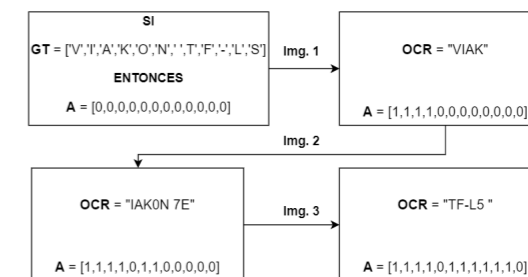 SI
GT = ['V','I','A','K','O','N',' ','T','F','-','L','S']
ENTONCES
A = [0,0,0,0,0,0,0,0,0,0,0,0]
Img. 1
OCR = "VIAK"
A = [1,1,1,1,0,0,0,0,0,0,0,0]
Img. 2
OCR = "IAK0N 7E"
A = [1,1,1,1,0,1,1,0,0,0,0,0]
Img. 3
OCR = "TF-L5 "
A = [1,1,1,1,0,1,1,1,1,1,1,0]